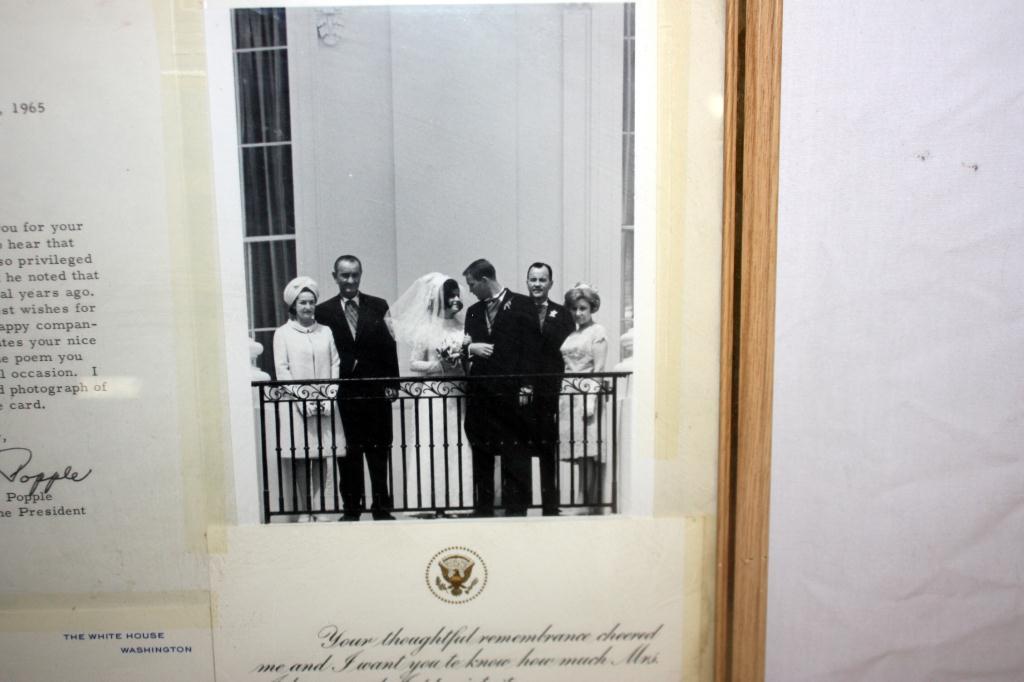 , 1965
you for your
hear that
so privileged
he noted that
al years ago.
st wishes for
appy compan-
ates your nice
e poem you
l occasion. I
d photograph of
e card.
Popple
Popple
he President
THE WHITE HOUSE
WASHINGTON
Your thoughtful remembrance cheered
me and I want you to know how much Mrs.